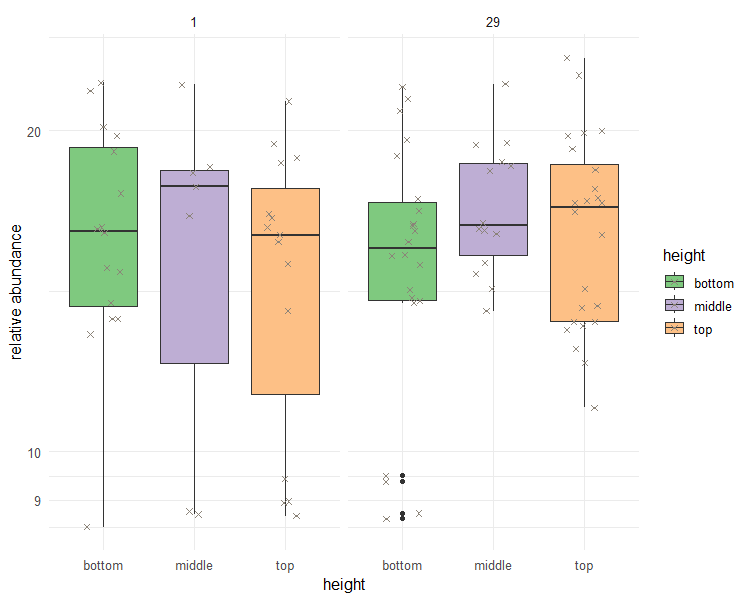 1 29
20
10
9
relative abundance
bottom middle top bottom middle top
height
height
bottom
middle
top